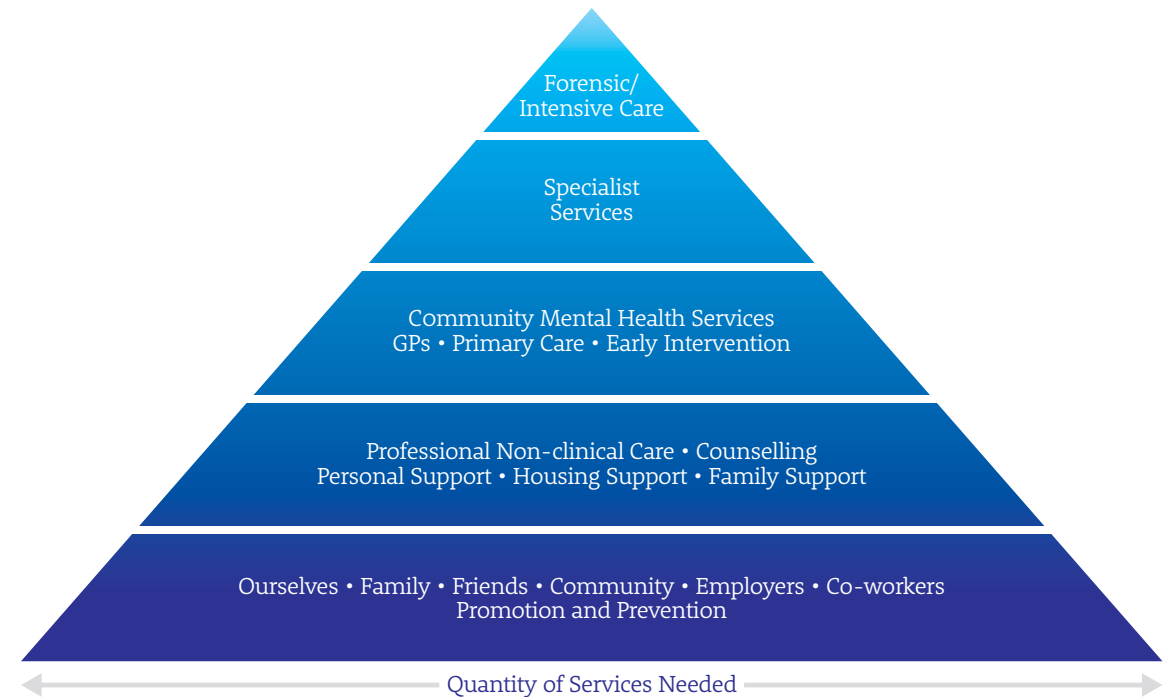 Forensic/
Intensive Care
Specialist
Services
Community Mental Health Services
GPs • Primary Care • Early Intervention
Professional Non-clinical Care • Counselling
Personal Support • Housing Support • Family Support
Ourselves • Family • Friends • Community • Employers • Co-workers
Promotion and Prevention
Quantity of Services Needed